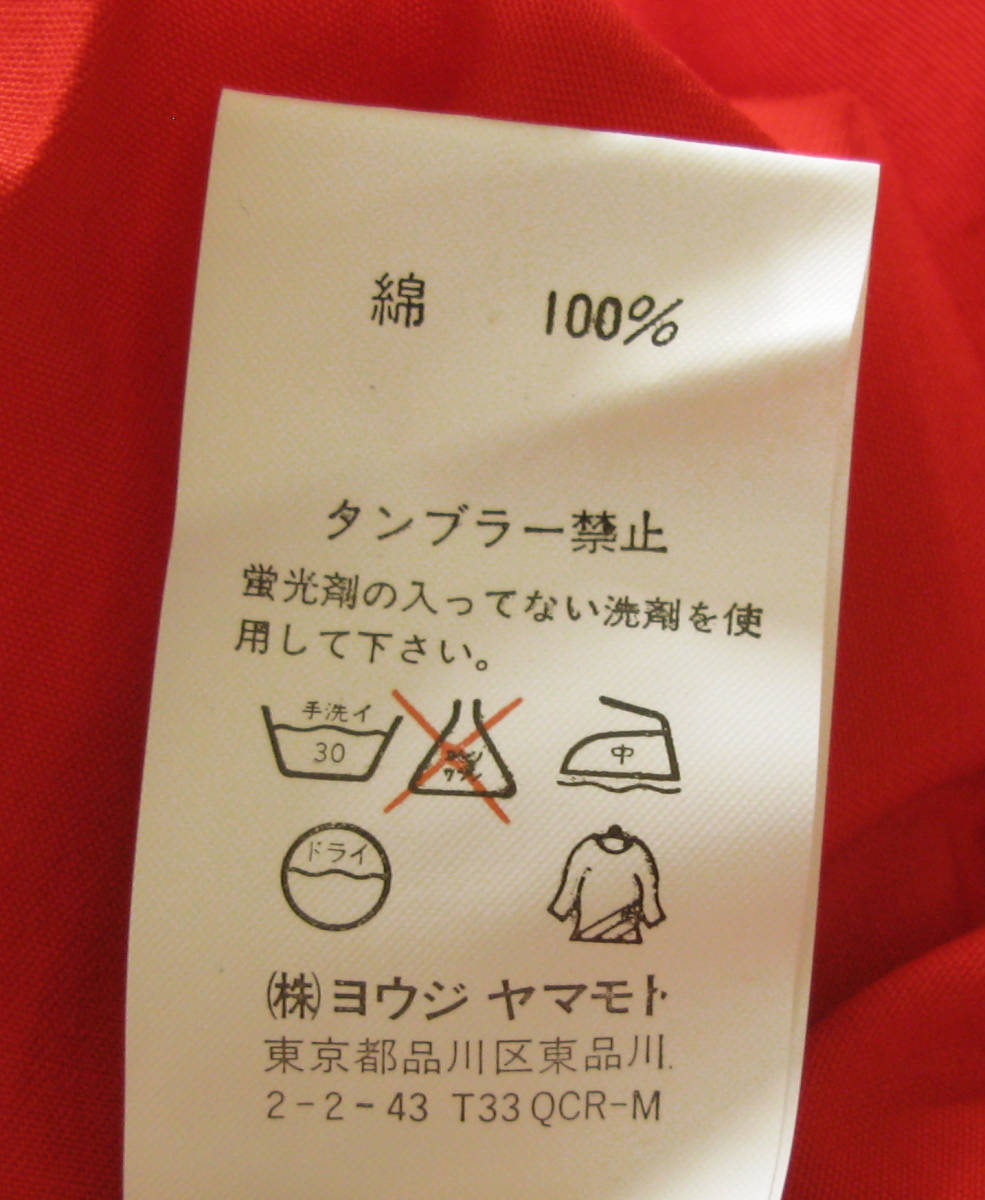 綿 100%
タンブラー禁止
蛍光剤の入ってない洗剤を使
用して下さい。
手洗イ
30
中
ドライ
(株)ヨウジ ヤマモト
東京都品川区東品川
2-2-43 T33QCR-M